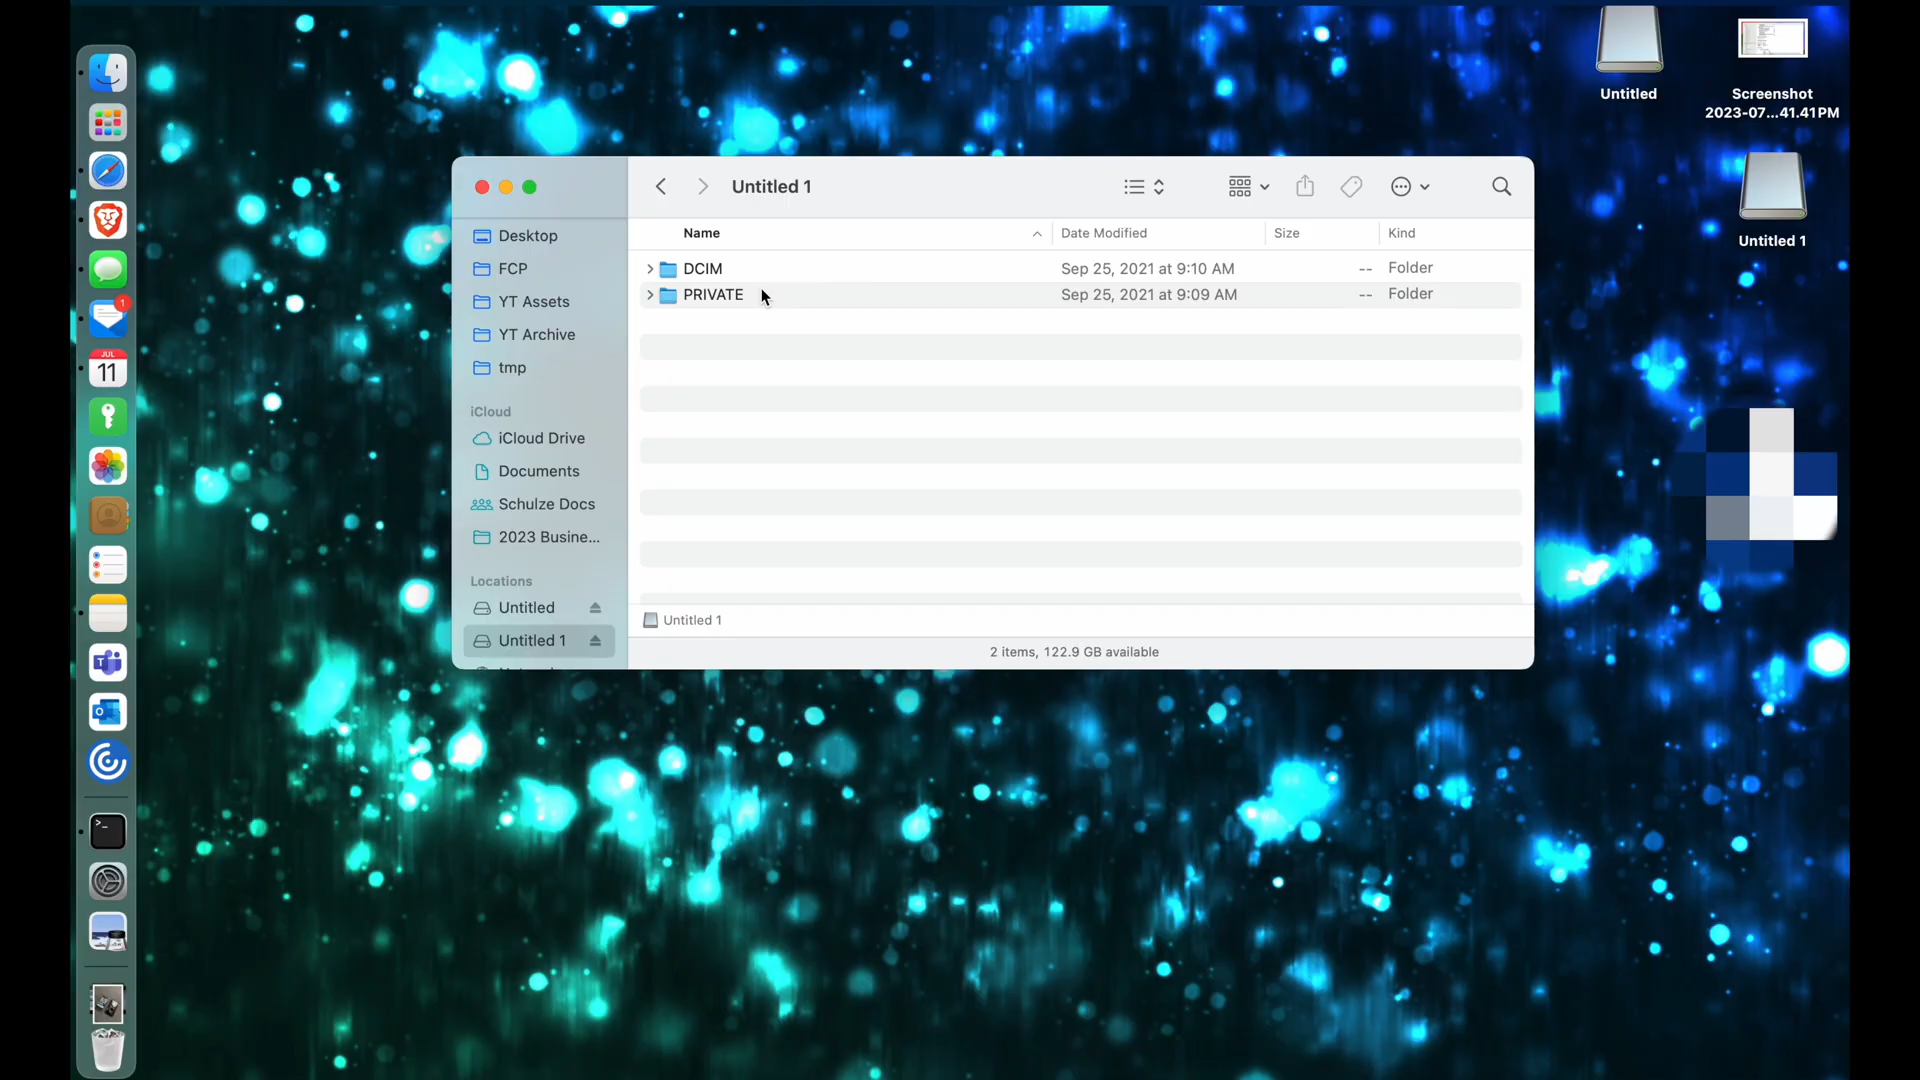 Untitled
Screenshot
2023-07...41.41PM
Untitled 1
1
JUL
11
Untitled 1
Desktop
FCP
YT Assets
YT Archive
tmp
iCloud
iCloud Drive
Documents
Schulze Docs
2023 Busine...
Locations
Untitled
Untitled 1
Name
Date Modified
Size
Kind
DCIM
Sep 25, 2021 at 9:10 AM
--
Folder
PRIVATE
Sep 25, 2021 at 9:09 AM
--
Folder
Untitled 1
2 items, 122.9 GB available